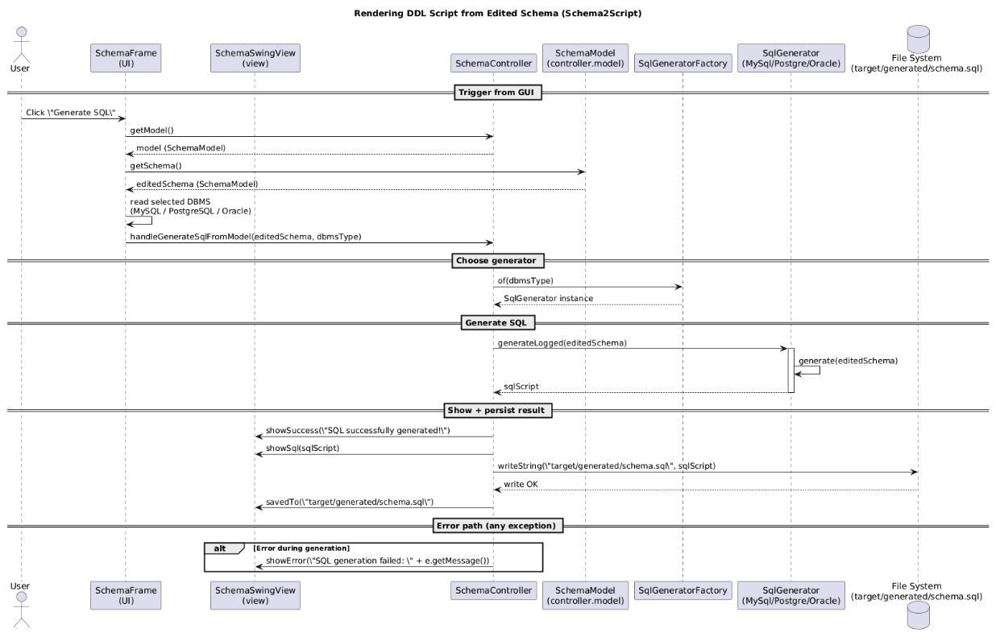 Rendering DDL Script from Edited Schema (Schema2Script)
User
SchemaFrame
(UI)
SchemaSwingView
(view)
SchemaController
SchemaModel
(controller.model)
SqlGeneratorFactory
SqlGenerator
(MySql/Postgre/Oracle)
File System
(target/generated/schema.sql)
Trigger from GUI
Click \"Generate SQL\"
getModel()
model (SchemaModel)
getSchema()
editedSchema (SchemaModel)
read selected DBMS
(MySQL / PostgreSQL / Oracle)
handleGenerateSqlFromModel(editedSchema, dbmsType)
Choose generator
of(dbmsType)
SqlGenerator instance
Generate SQL
generateLogged(editedSchema)
generate(editedSchema)
sqlScript
Show + persist result
showSuccess(\"SQL successfully generated!\")
showSql(sqlScript)
writeString(\"target/generated/schema.sql\", sqlScript)
write OK
savedTo(\"target/generated/schema.sql\")
Error path (any exception)
alt [Error during generation]
showError(\"SQL generation failed: \" + e.getMessage())
User
SchemaFrame
(UI)
SchemaSwingView
(view)
SchemaController
SchemaModel
(controller.model)
SqlGeneratorFactory
SqlGenerator
(MySql/Postgre/Oracle)
File System
(target/generated/schema.sql)